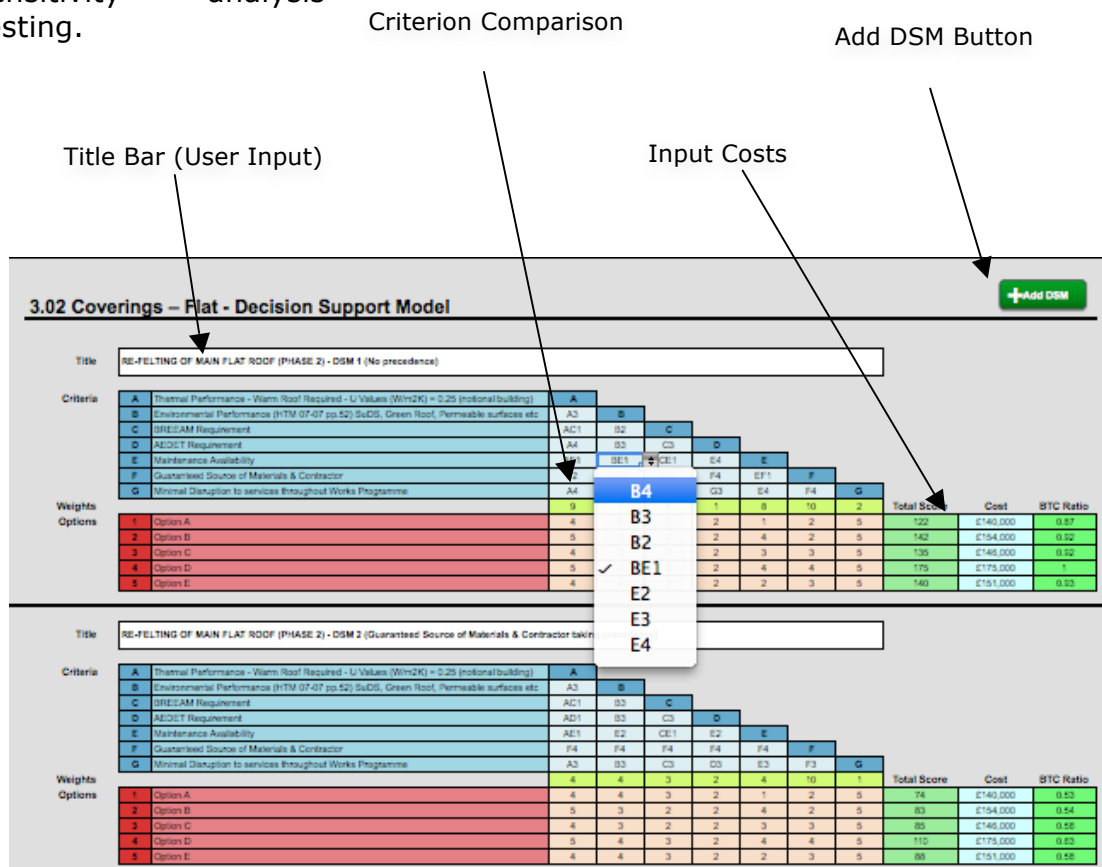 nsitivity analysis
esting.
Criterion Comparison
Add DSM Button
Title Bar (User Input)
Input Costs
3.02 Coverings – Flat - Decision Support Model
Add DSM
Title RE-FELTING OF MAIN FLAT ROOF (PHASE 2) - DSM 1 (No precedence)
Criteria A Thermal Performance - Warm Roof Required - U Values (W/m2K) = 0.25 (notional building) A
B Environmental Performance (HTM 07-07 pp.52) SuDS, Green Roof, Permeable surfaces etc A3 B
C BREEAM Requirement AC1 B2 C
D AEDET Requirement A4 B3 C3 D
E Maintenance Availability BE1 CE1 E4 E
F Guaranteed Source of Materials & Contractor F4 EF1 F
G Minimal Disruption to services throughout Works Programme A4 G3 E4 F4 G
Weights 9 1 8 10 2 Total Score Cost BTC Ratio
Options 1 Option A 4 2 1 2 5 122 £140,000 0.87
2 Option B 5 2 4 2 5 142 £154,000 0.92
3 Option C 4 2 3 3 5 135 £146,000 0.92
4 Option D 5 2 4 4 5 175 £175,000 1
5 Option E 4 2 2 3 5 140 £151,000 0.93
B4
B3
B2
✓ BE1
E2
E3
E4
Title RE-FELTING OF MAIN FLAT ROOF (PHASE 2) - DSM 2 (Guaranteed Source of Materials & Contractor takin
Criteria A Thermal Performance - Warm Roof Required - U Values (W/m2K) = 0.25 (notional building) A
B Environmental Performance (HTM 07-07 pp.52) SuDS, Green Roof, Permeable surfaces etc A3 B
C BREEAM Requirement AC1 B3 C
D AEDET Requirement AD1 B3 C3 D
E Maintenance Availability AE1 E2 CE1 E2 E
F Guaranteed Source of Materials & Contractor F4 F4 F4 F4 F4 F
G Minimal Disruption to services throughout Works Programme A3 B3 C3 D3 E3 F3 G
Weights 4 4 3 2 4 10 1 Total Score Cost BTC Ratio
Options 1 Option A 4 4 3 2 1 2 5 74 £140,000 0.53
2 Option B 5 3 2 2 4 2 5 83 £154,000 0.54
3 Option C 4 3 2 2 3 3 5 85 £146,000 0.58
4 Option D 5 4 3 2 4 4 5 110 £175,000 0.63
5 Option E 4 4 3 2 2 3 5 88 £151,000 0.58